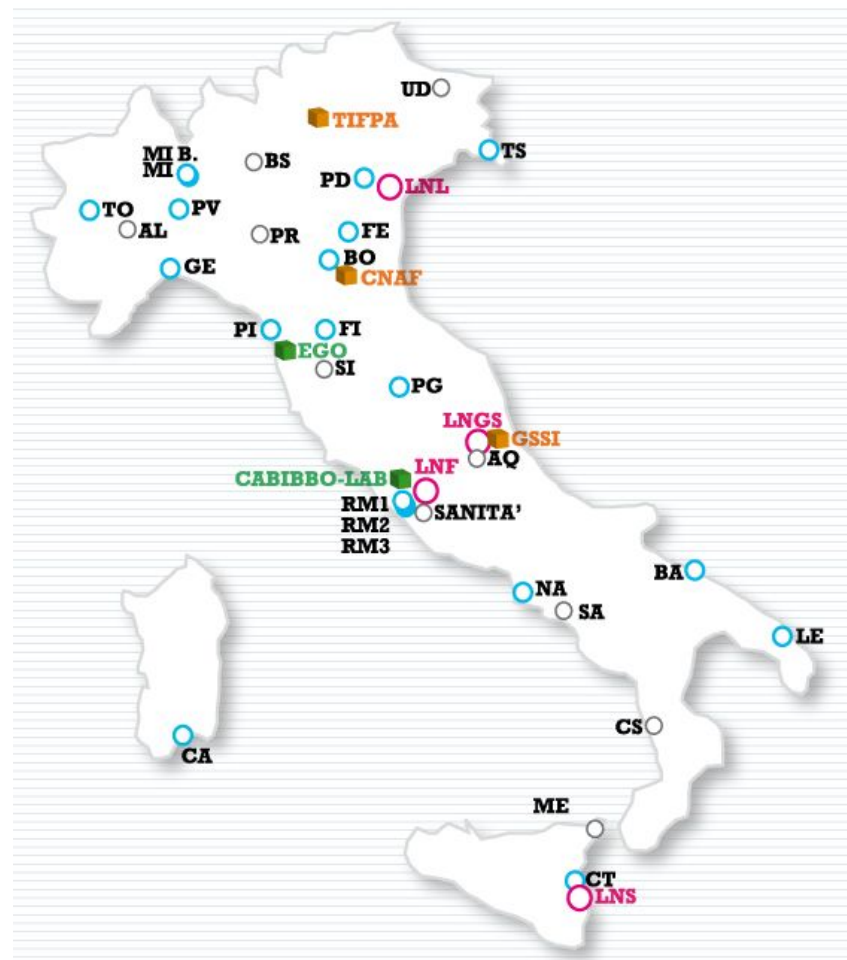 UD
TIFPA
TS
MI B.
MI
BS
PD
LNL
TO
PV
AL
PR
FE
BO
GE
CNAF
PI
FI
EGO
SI
PG
LNGS
GSSI
AQ
LNF
CABIBBO-LAB
RM1
SANITA’
RM2
RM3
BA
NA
SA
LE
CS
CA
ME
CT
LNS